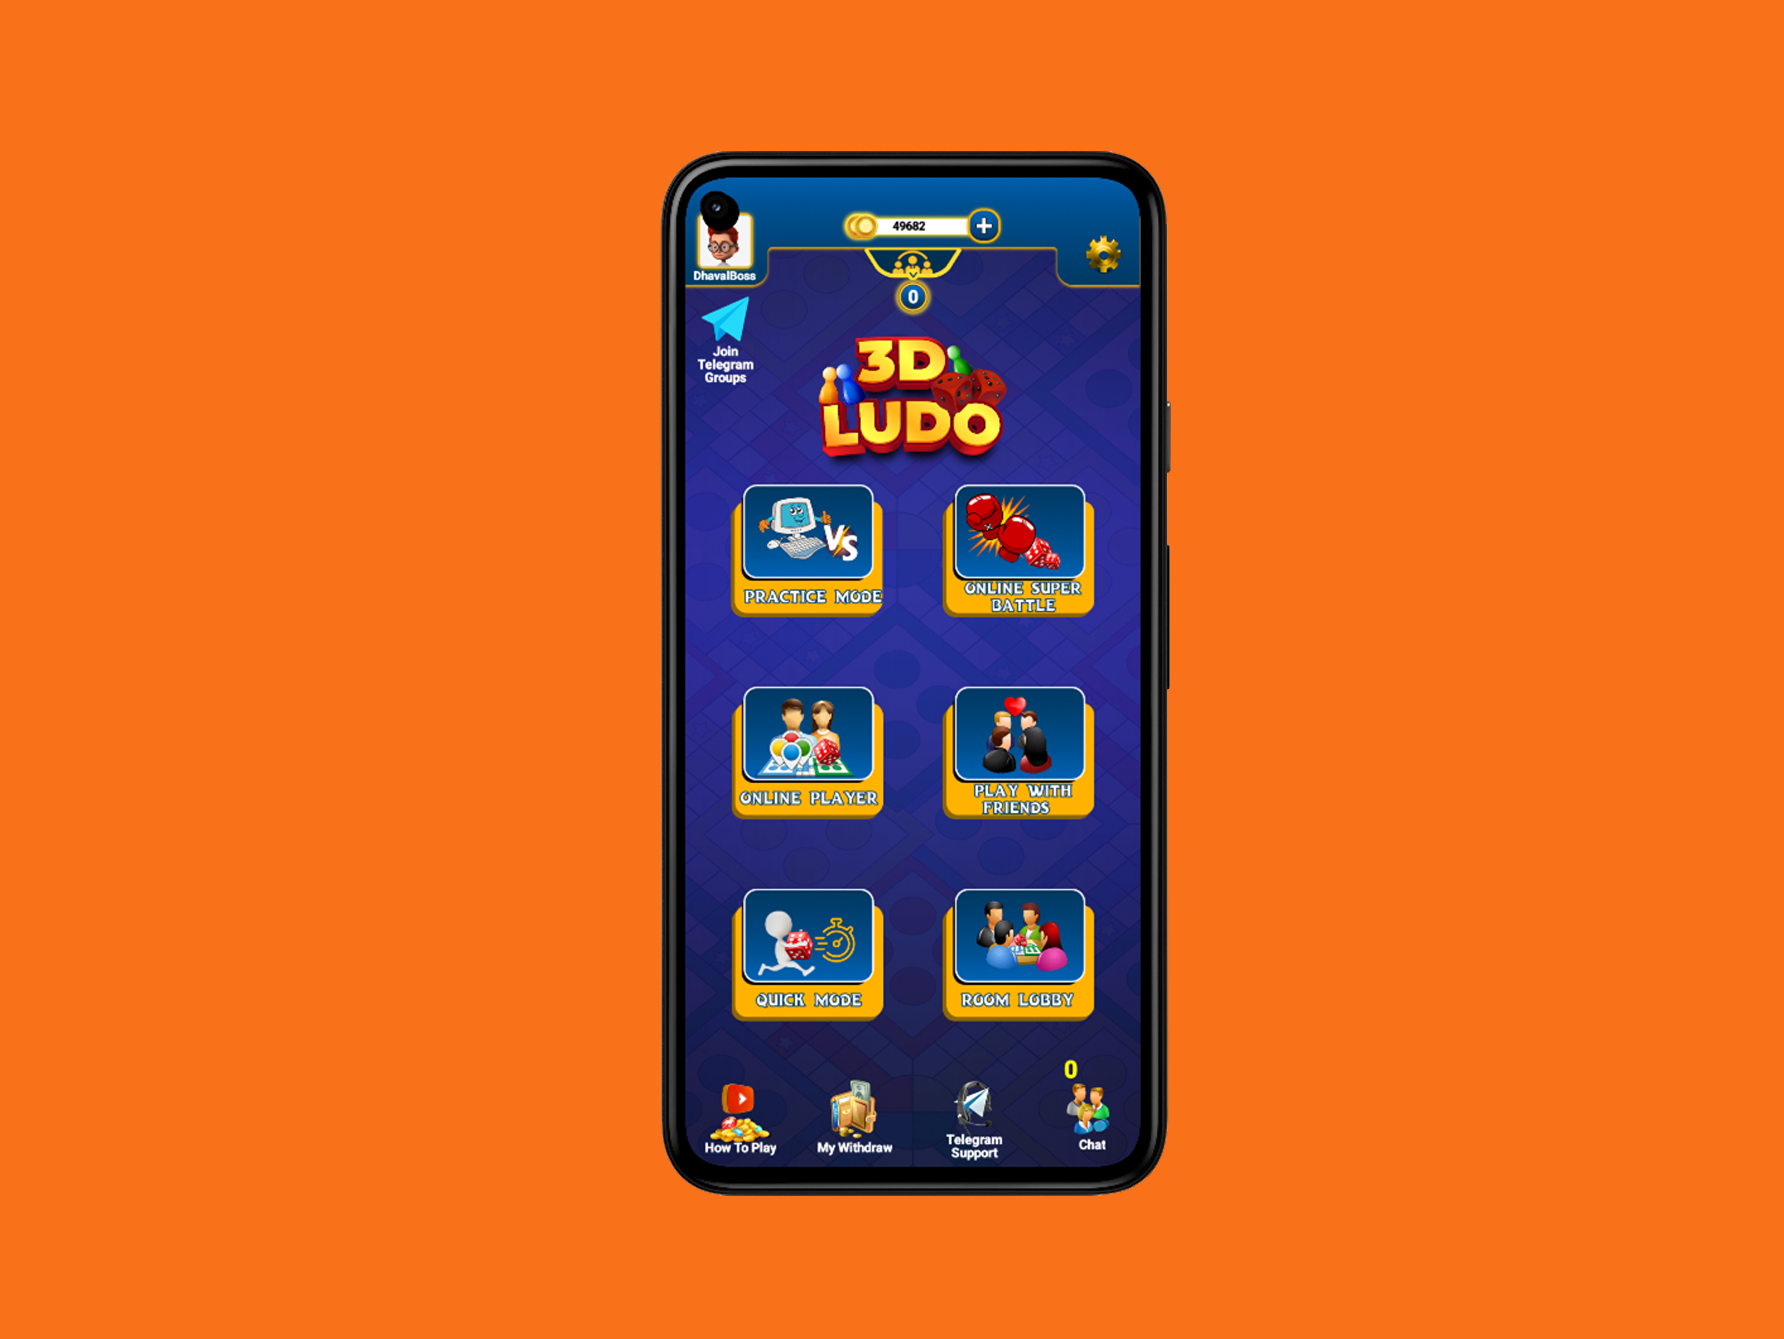 49682
DhavalBoss
0
Join
Telegram
Groups
3D
LUDO
VS
PRACTICE MODE
ONLINE SUPER
BATTLE
ONLINE PLAYER
PLAY WITH
FRIENDS
QUICK MODE
ROOM LOBBY
0
How To Play
My Withdraw
Telegram
Support
Chat